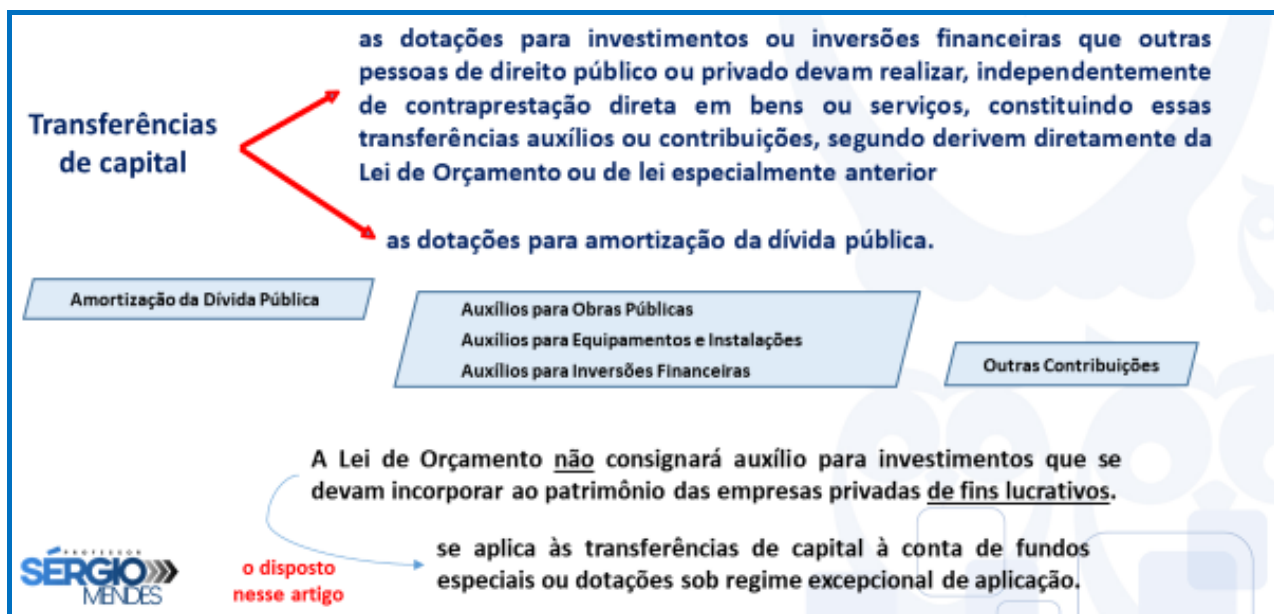 Transferências
de capital
as dotações para investimentos ou inversões financeiras que outras
pessoas de direito público ou privado devam realizar, independentemente
de contraprestação direta em bens ou serviços, constituindo essas
transferências auxílios ou contribuições, segundo derivem diretamente da
Lei de Orçamento ou de lei especialmente anterior
as dotações para amortização da dívida pública.
Amortização da Dívida Pública
Auxílios para Obras Públicas
Auxílios para Equipamentos e Instalações
Auxílios para Inversões Financeiras
Outras Contribuições
A Lei de Orçamento não consignará auxílio para investimentos que se
devam incorporar ao patrimônio das empresas privadas de fins lucrativos.
o disposto
nesse artigo
se aplica às transferências de capital à conta de fundos
especiais ou dotações sob regime excepcional de aplicação.
PROFESSOR
SÉRGIO
MENDES